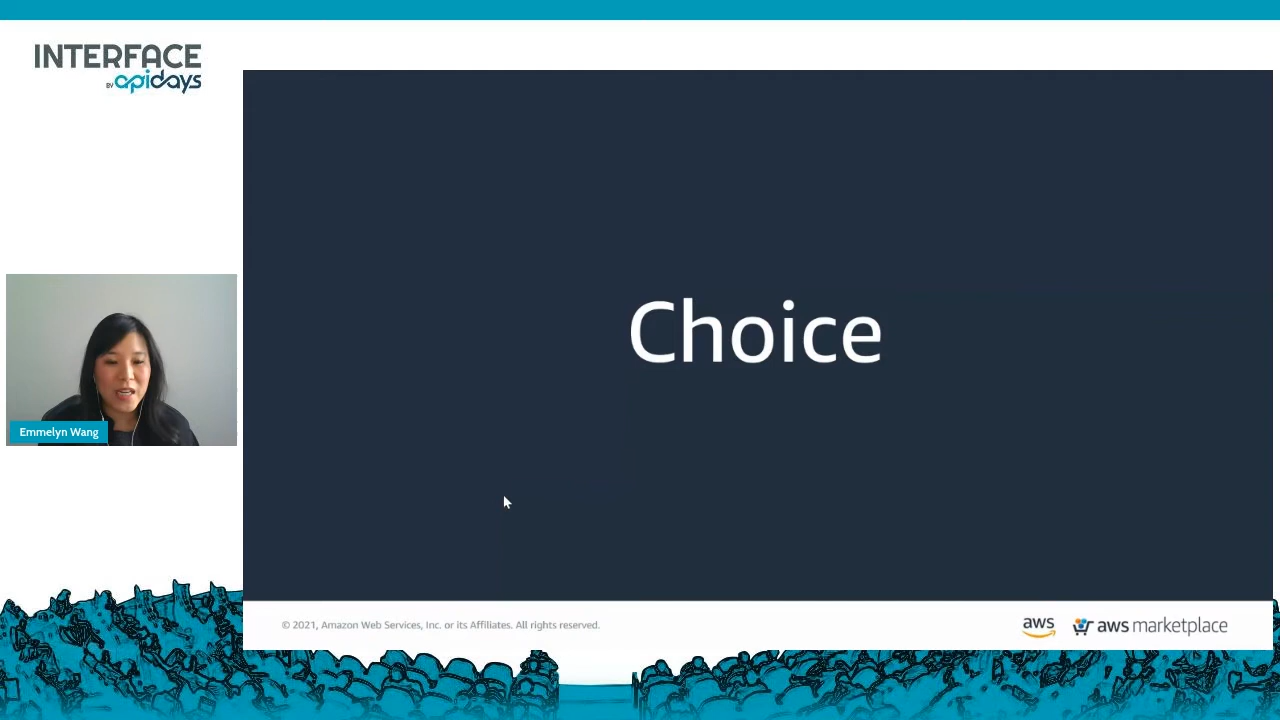 INTERFACE
BY apidays
Choice
Emmelyn Wang
© 2021, Amazon Web Services, Inc. or its Affiliates. All rights reserved.
aws
aws marketplace